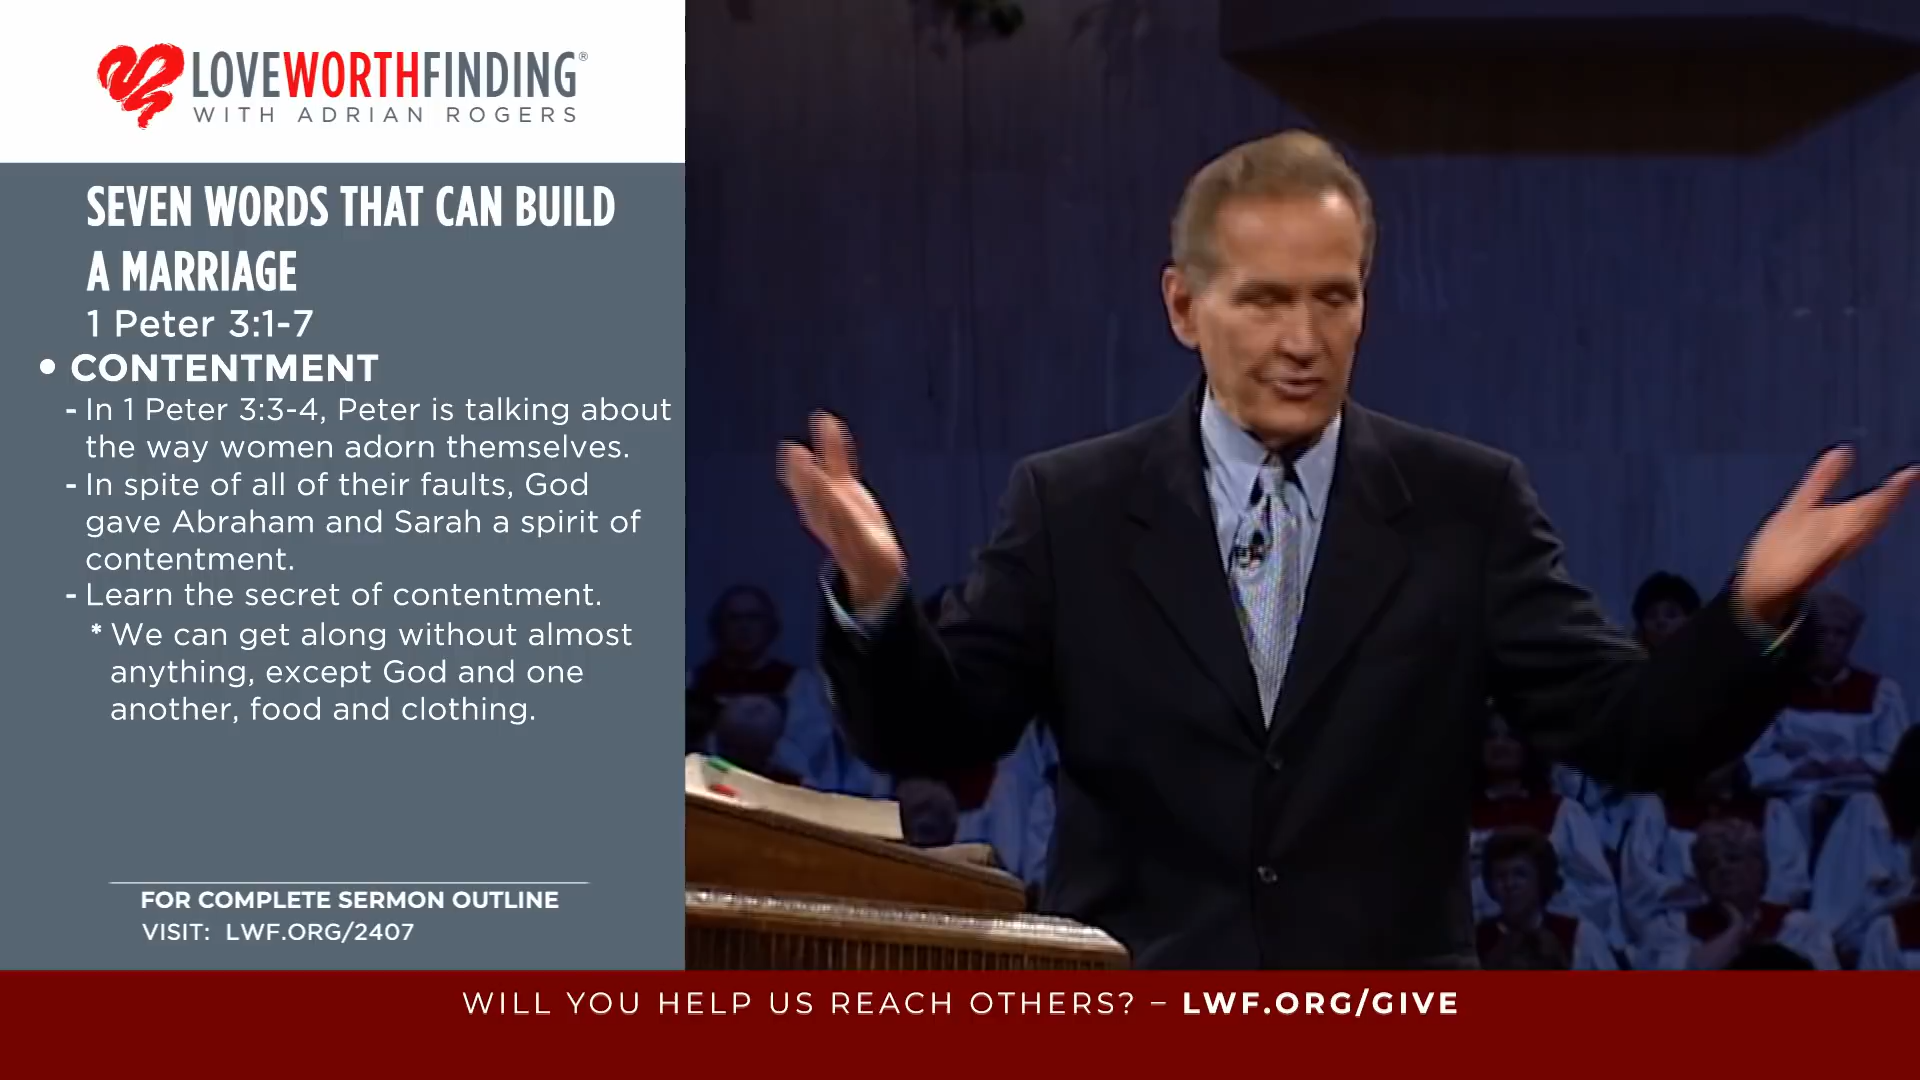 LOVEWORTHFINDING®
WITH ADRIAN ROGERS
SEVEN WORDS THAT CAN BUILD
A MARRIAGE
1 Peter 3:1-7
• CONTENTMENT
- In 1 Peter 3:3-4, Peter is talking about
the way women adorn themselves.
- In spite of all of their faults, God
gave Abraham and Sarah a spirit of
contentment.
- Learn the secret of contentment.
* We can get along without almost
anything, except God and one
another, food and clothing.
FOR COMPLETE SERMON OUTLINE
VISIT: LWF.ORG/2407
WILL YOU HELP US REACH OTHERS? – LWF.ORG/GIVE